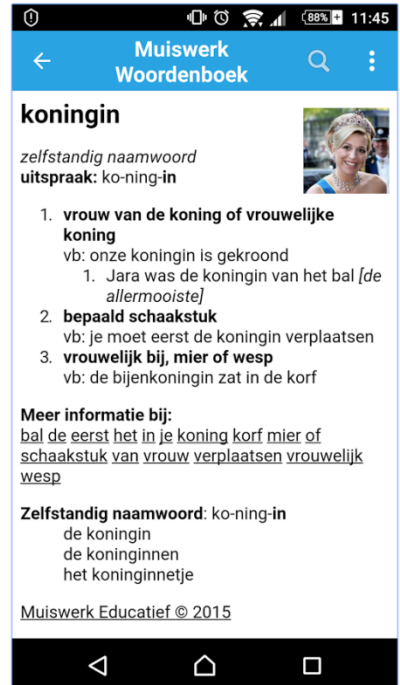 88% 11:45
Muiswerk
Woordenboek
koningin
zelfstandig naamwoord
uitspraak: ko-ning-in
1. vrouw van de koning of vrouwelijke
koning
vb: onze koningin is gekroond
1. Jara was de koningin van het bal [de
allermooiste]
2. bepaald schaakstuk
vb: je moet eerst de koningin verplaatsen
3. vrouwelijk bij, mier of wesp
vb: de bijenkoningin zat in de korf
Meer informatie bij:
bal de eerst het in je koning korf mier of
schaakstuk van vrouw verplaatsen vrouwelijk
wesp
Zelfstandig naamwoord: ko-ning-in
de koningin
de koninginnen
het koninginnetje
Muiswerk Educatief © 2015